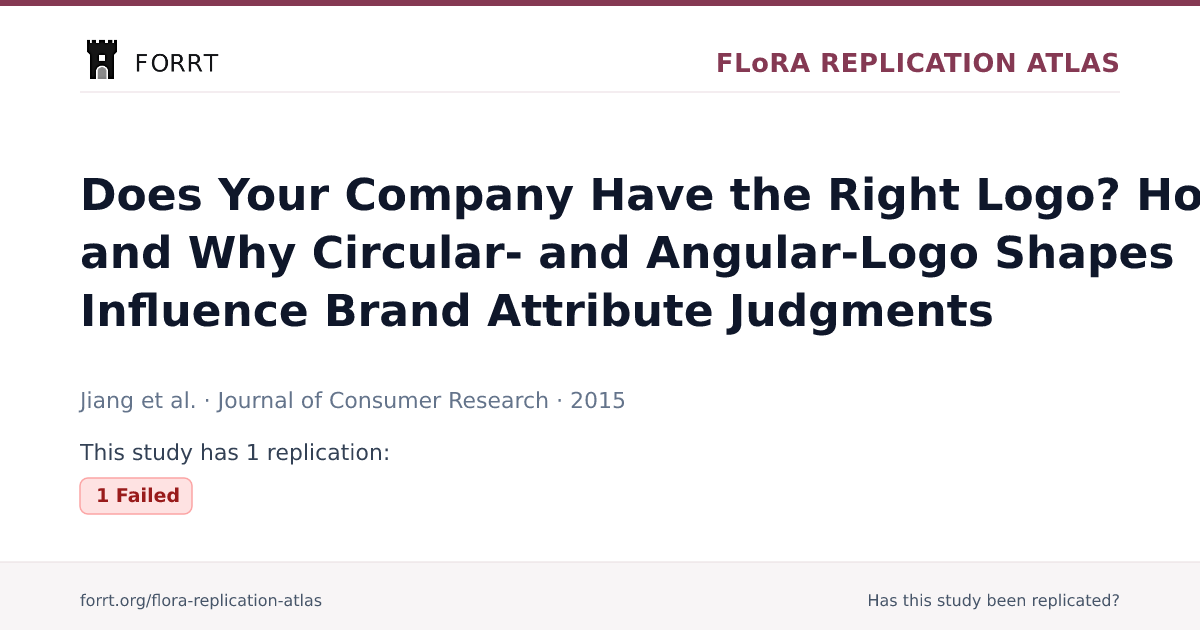 FORRT
FLoRA REPLICATION ATLAS
Does Your Company Have the Right Logo? Ho
and Why Circular- and Angular-Logo Shapes
Influence Brand Attribute Judgments
Jiang et al. · Journal of Consumer Research · 2015
This study has 1 replication:
1 Failed
forrt.org/flora-replication-atlas
Has this study been replicated?